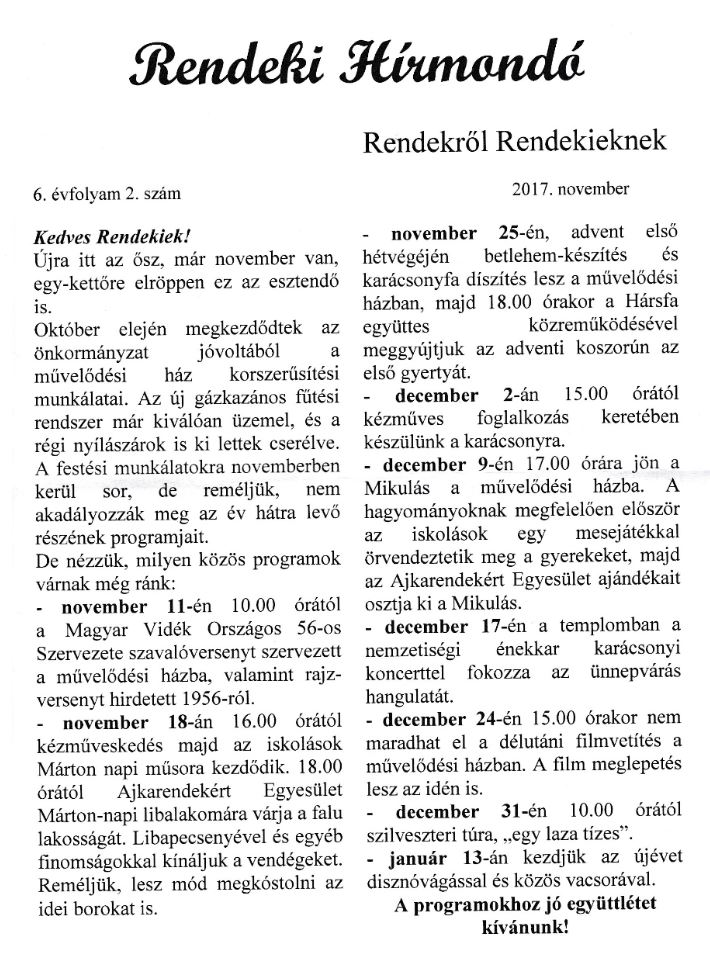 Rendeki Hírmondó
Rendekről Rendekieknek
6. évfolyam 2. szám
2017. november
Kedves Rendekiek!
Újra itt az ősz, már november van,
egy-kettőre elröppen ez az esztendő
is.
Október elején megkezdődtek az
önkormányzat jóvoltából a
művelődési ház korszerűsítési
munkálatai. Az új gázkazános fűtési
rendszer már kiválóan üzemel, és a
régi nyílászárok is ki lettek cserélve.
A festési munkálatokra novemberben
kerül sor, de reméljük, nem
akadályozzák meg az év hátra levő
részének programjait.
De nézzük, milyen közös programok
várnak még ránk:
- november 11-én 10.00 órától
a Magyar Vidék Országos 56-os
Szervezete szavalóversenyt szervezett
a művelődési házba, valamint rajz-
versenyt hirdetett 1956-ról.
- november 18-án 16.00 órától
kézműveskedés majd az iskolások
Márton napi műsora kezdődik. 18.00
órától Ajkarendekért Egyesület
Márton-napi libalakomára várja a falu
lakosságát. Libapecsenyével és egyéb
finomságokkal kínáljuk a vendégeket.
Reméljük, lesz mód megkóstolni az
idei borokat is.
- november 25-én, advent első
hétvégéjén betlehem-készítés és
karácsonyfa díszítés lesz a művelődési
házban, majd 18.00 órakor a Hársfa
együttes közreműködésével
meggyújtjuk az adventi koszorún az
első gyertyát.
- december 2-án 15.00 órától
kézműves foglalkozás keretében
készülünk a karácsonyra.
- december 9-én 17.00 órára jön a
Mikulás a művelődési házba. A
hagyományoknak megfelelően először
az iskolások egy mesejátékkal
örvendeztetik meg a gyerekeket, majd
az Ajkarendekért Egyesület ajándékait
osztja ki a Mikulás.
- december 17-én a templomban a
nemzetiségi énekkar karácsonyi
koncerttel fokozza az ünnepvárás
hangulatát.
- december 24-én 15.00 órakor nem
maradhat el a délutáni filmvetítés a
művelődési házban. A film meglepetés
lesz az idén is.
- december 31-én 10.00 órától
szilveszteri túra, „egy laza tízes”.
- január 13-án kezdjük az újévet
disznóvágással és közös vacsorával.
A programokhoz jó együttlétet
kívánunk!